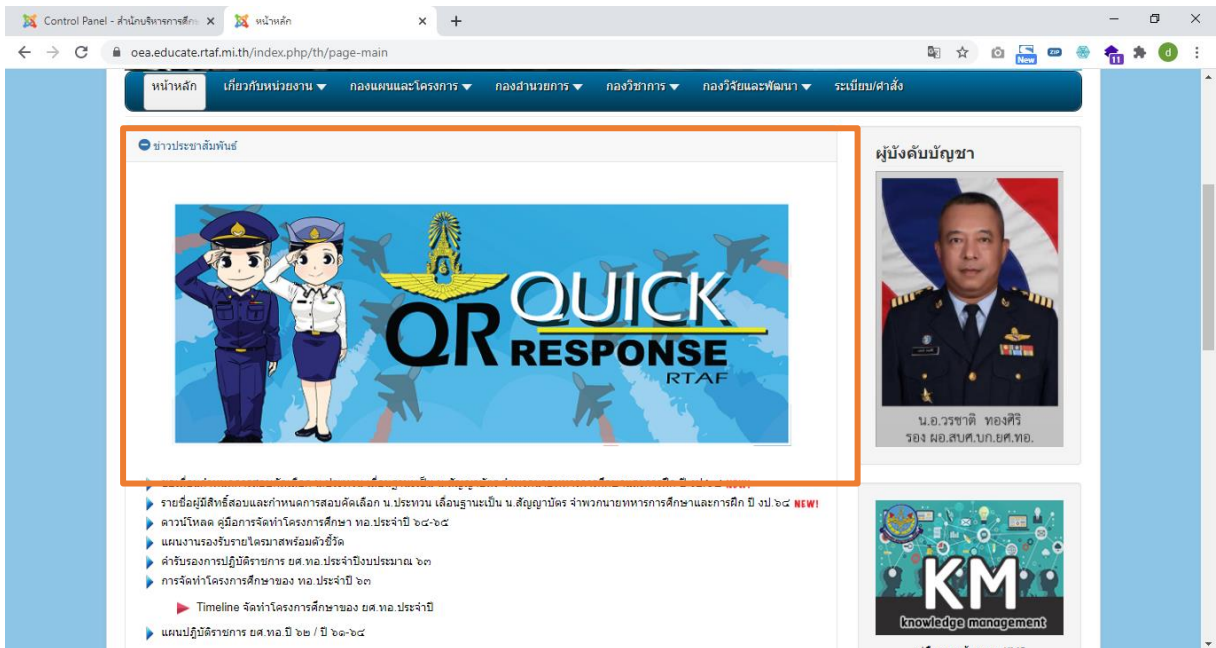 Control Panel - สำนักบริหารการศึก
หน้าหลัก
oea.educate.rtaf.mi.th/index.php/th/page-main
New
ZIP
11
d
หน้าหลัก เกี่ยวกับหน่วยงาน กองแผนและโครงการ กองอำนวยการ กองวิชาการ กองวิจัยและพัฒนา ระเบียบ/คำสั่ง
ข่าวประชาสัมพันธ์
QR QUICK
RESPONSE
RTAF
รายชื่อผู้มีสิทธิ์สอบและกำหนดการสอบคัดเลือก น.ประทวน เลื่อนฐานะเป็น น.สัญญาบัตร จำพวกนายทหารการศึกษาและการฝึก ปี งป.๖๔ NEW!
ดาวน์โหลด คู่มือการจัดทำโครงการศึกษา ทอ.ประจำปี ๖๔-๖๕
แผนงานรองรับรายไตรมาสพร้อมตัวชี้วัด
คำรับรองการปฏิบัติราชการ ยศ.ทอ.ประจำปีงบประมาณ ๖๓
การจัดทำโครงการศึกษาของ ทอ.ประจำปี ๖๓
Timeline จัดทำโครงการศึกษาของ ยศ.ทอ.ประจำปี
แผนปฏิบัติราชการ ยศ.ทอ.ปี ๖๒ / ปี ๖๑-๖๔
ผู้บังคับบัญชา
น.อ.วรชาติ ทองศิริ
รอง ผอ.สบศ.บก.ยศ.ทอ.
KM
knowledge management